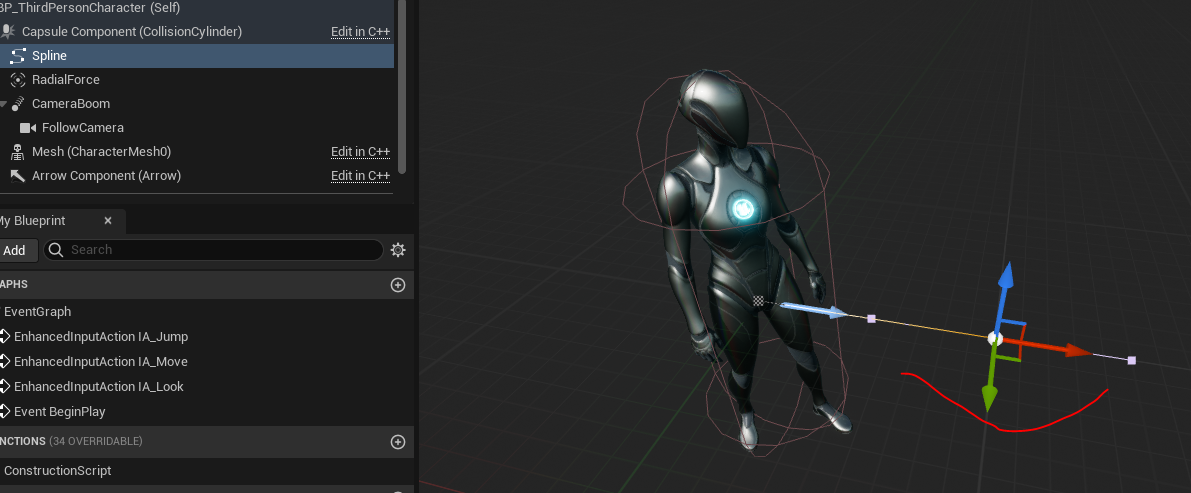 BP_ThirdPersonCharacter (Self)
Capsule Component (CollisionCylinder) Edit in C++
Spline
RadialForce
CameraBoom
FollowCamera
Mesh (CharacterMesh0) Edit in C++
Arrow Component (Arrow) Edit in C++
My Blueprint
Add Search
APHS
EventGraph
EnhancedInputAction IA_Jump
EnhancedInputAction IA_Move
EnhancedInputAction IA_Look
Event BeginPlay
NCTIONS (34 OVERRIDABLE)
ConstructionScript